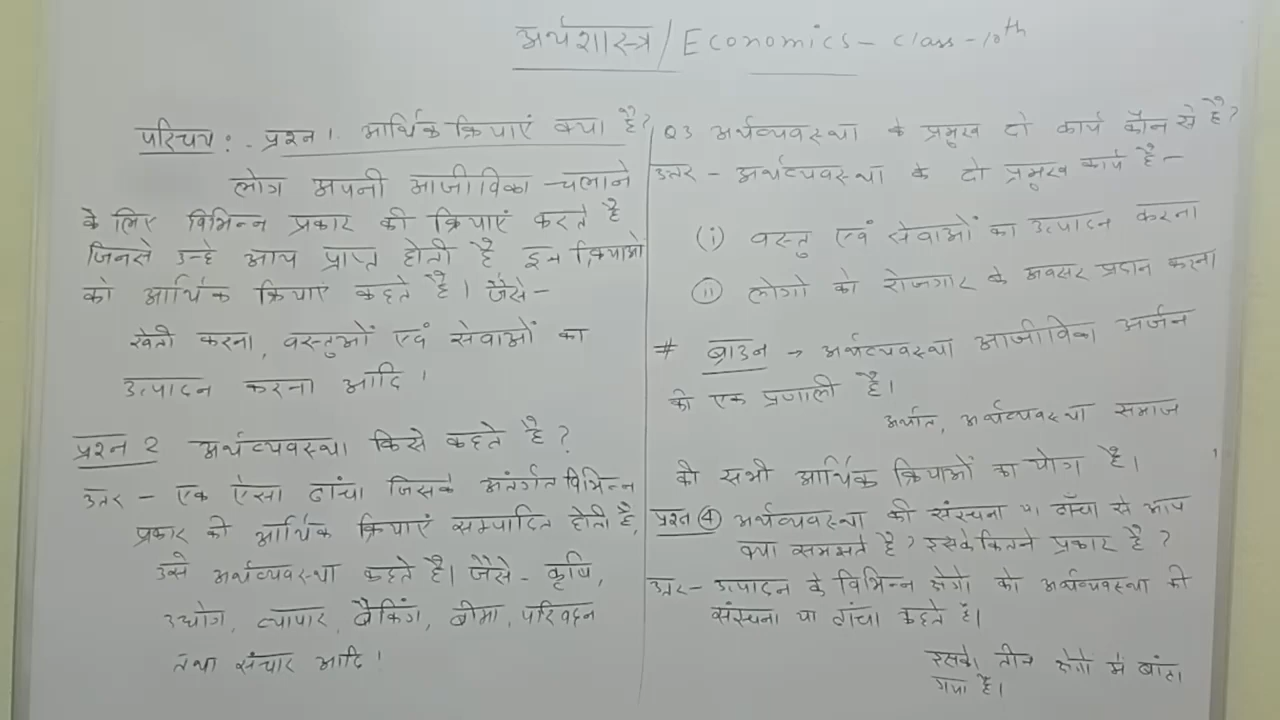 अर्थशास्त्र / Economics - Class - 10th
परिचय :- प्रश्न 1. आर्थिक क्रियाएं क्या है?
लोग अपनी आजीविका चलाने
के लिए विभिन्न प्रकार की क्रियाएं करते है
जिनसे उन्हे आय प्राप्त होती है इन क्रियाओ
को आर्थिक क्रियाएं कहते है। जैसे -
खेती करना, वस्तुओं एवं सेवाओं का
उत्पादन करना आदि।
प्रश्न 2 अर्थव्यवस्था किसे कहते है?
उत्तर - एक ऐसा ढांचा जिसके अंतर्गत विभिन्न
प्रकार की आर्थिक क्रियाएं सम्पादित होती है,
उसे अर्थव्यवस्था कहते है। जैसे - कृषि,
उद्योग, व्यापार, बैंकिंग, बीमा, परिवहन
तथा संचार आदि।
Q3 अर्थव्यवस्था के प्रमुख दो कार्य कौन से है?
उत्तर - अर्थव्यवस्था के दो प्रमुख कार्य है -
(i) वस्तु एवं सेवाओं का उत्पादन करना
(ii) लोगो को रोजगार के अवसर प्रदान करना
# ब्राउन → अर्थव्यवस्था आजीविका अर्जन
की एक प्रणाली है।
अर्थात, अर्थव्यवस्था समाज
की सभी आर्थिक क्रियाओं का योग है।
प्रश्न (4) अर्थव्यवस्था की संरचना या ढाँचा से आप
क्या समझते है? इसके कितने प्रकार है?
उत्तर - उत्पादन के विभिन्न क्षेत्रो को अर्थव्यवस्था की
संरचना या ढांचा कहते है।
इसके तीन क्षेत्रो में बांटा
गया है।